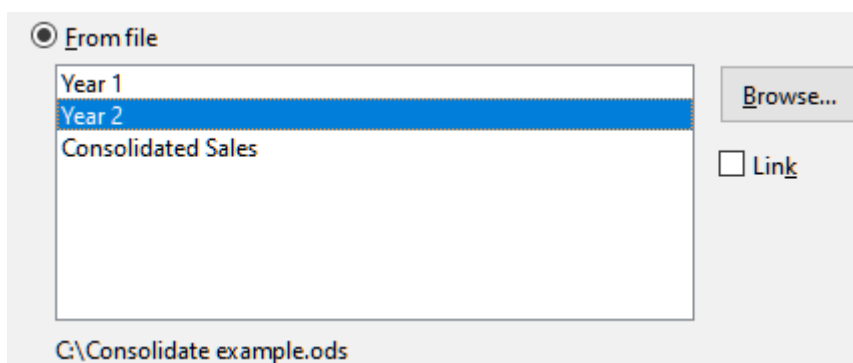 From file
Year 1
Year 2
Consolidated Sales
Browse...
Link
C:\Consolidate example.ods